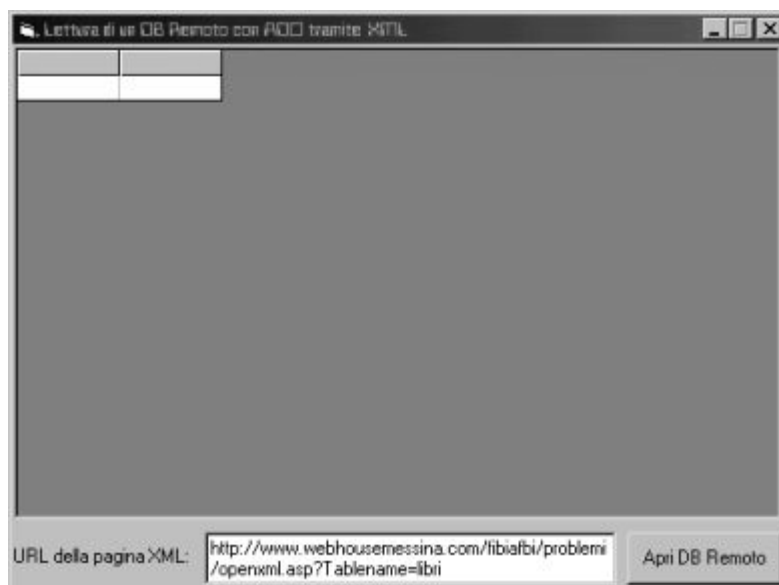 Lettura di un DB Remoto con ADO tramite XML
URL della pagina XML:
http://www.webhousemessina.com/fibiafbi/problemi
/openxml.asp?Tablename=libri
Apri DB Remoto